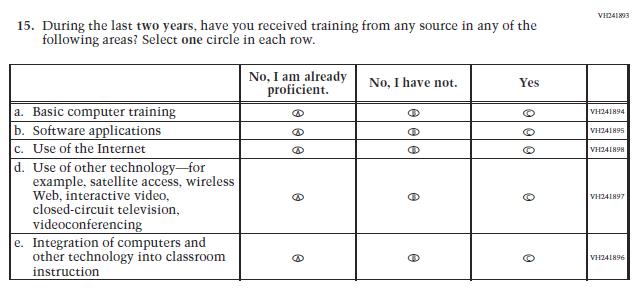 VH241893
15. During the last two years, have you received training from any source in any of the
following areas? Select one circle in each row.
No, I am already
proficient.
No, I have not.
Yes
a. Basic computer training A B C VH241894
b. Software applications A B C VH241895
c. Use of the Internet A B C VH241898
d. Use of other technology—for
example, satellite access, wireless
Web, interactive video, A B C VH241897
closed-circuit television,
videoconferencing
e. Integration of computers and
other technology into classroom A B C VH241896
instruction